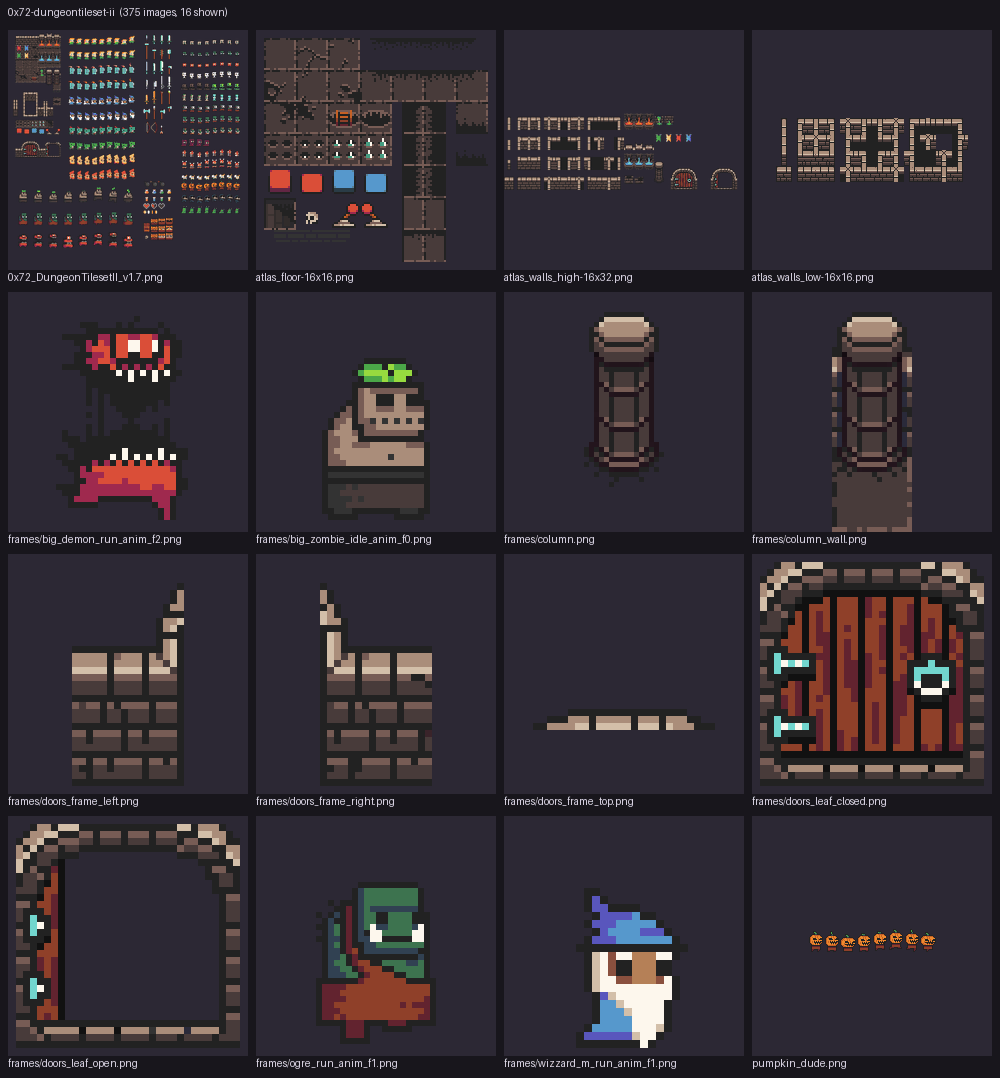 0x72-dungeontileset-ii (375 images, 16 shown)
0x72_DungeonTilesetII_v1.7.png
atlas_floor-16x16.png
atlas_walls_high-16x32.png
atlas_walls_low-16x16.png
frames/big_demon_run_anim_f2.png
frames/big_zombie_idle_anim_f0.png
frames/column.png
frames/column_wall.png
frames/doors_frame_left.png
frames/doors_frame_right.png
frames/doors_frame_top.png
frames/doors_leaf_closed.png
frames/doors_leaf_open.png
frames/ogre_run_anim_f1.png
frames/wizzard_m_run_anim_f1.png
pumpkin_dude.png